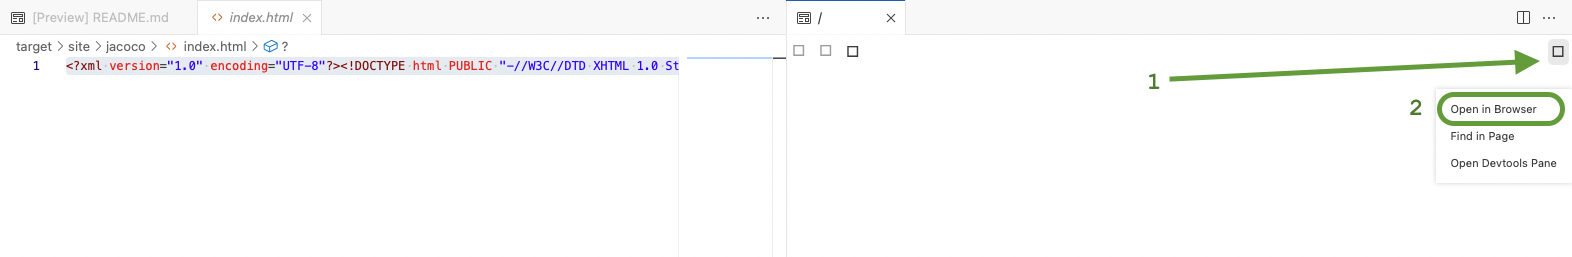 [Preview] README.md
index.html
/
target > site > jacoco > index.html > ?
1 <?xml version="1.0" encoding="UTF-8"?><!DOCTYPE html PUBLIC "-//W3C//DTD XHTML 1.0 St
1
2
Open in Browser
Find in Page
Open Devtools Pane